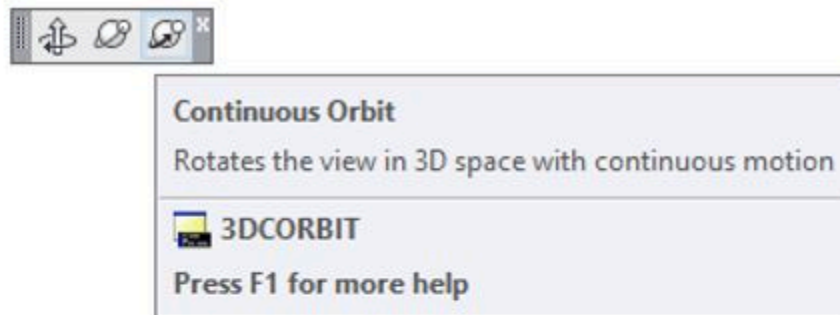 Continuous Orbit
Rotates the view in 3D space with continuous motion
3DCORBIT
Press F1 for more help